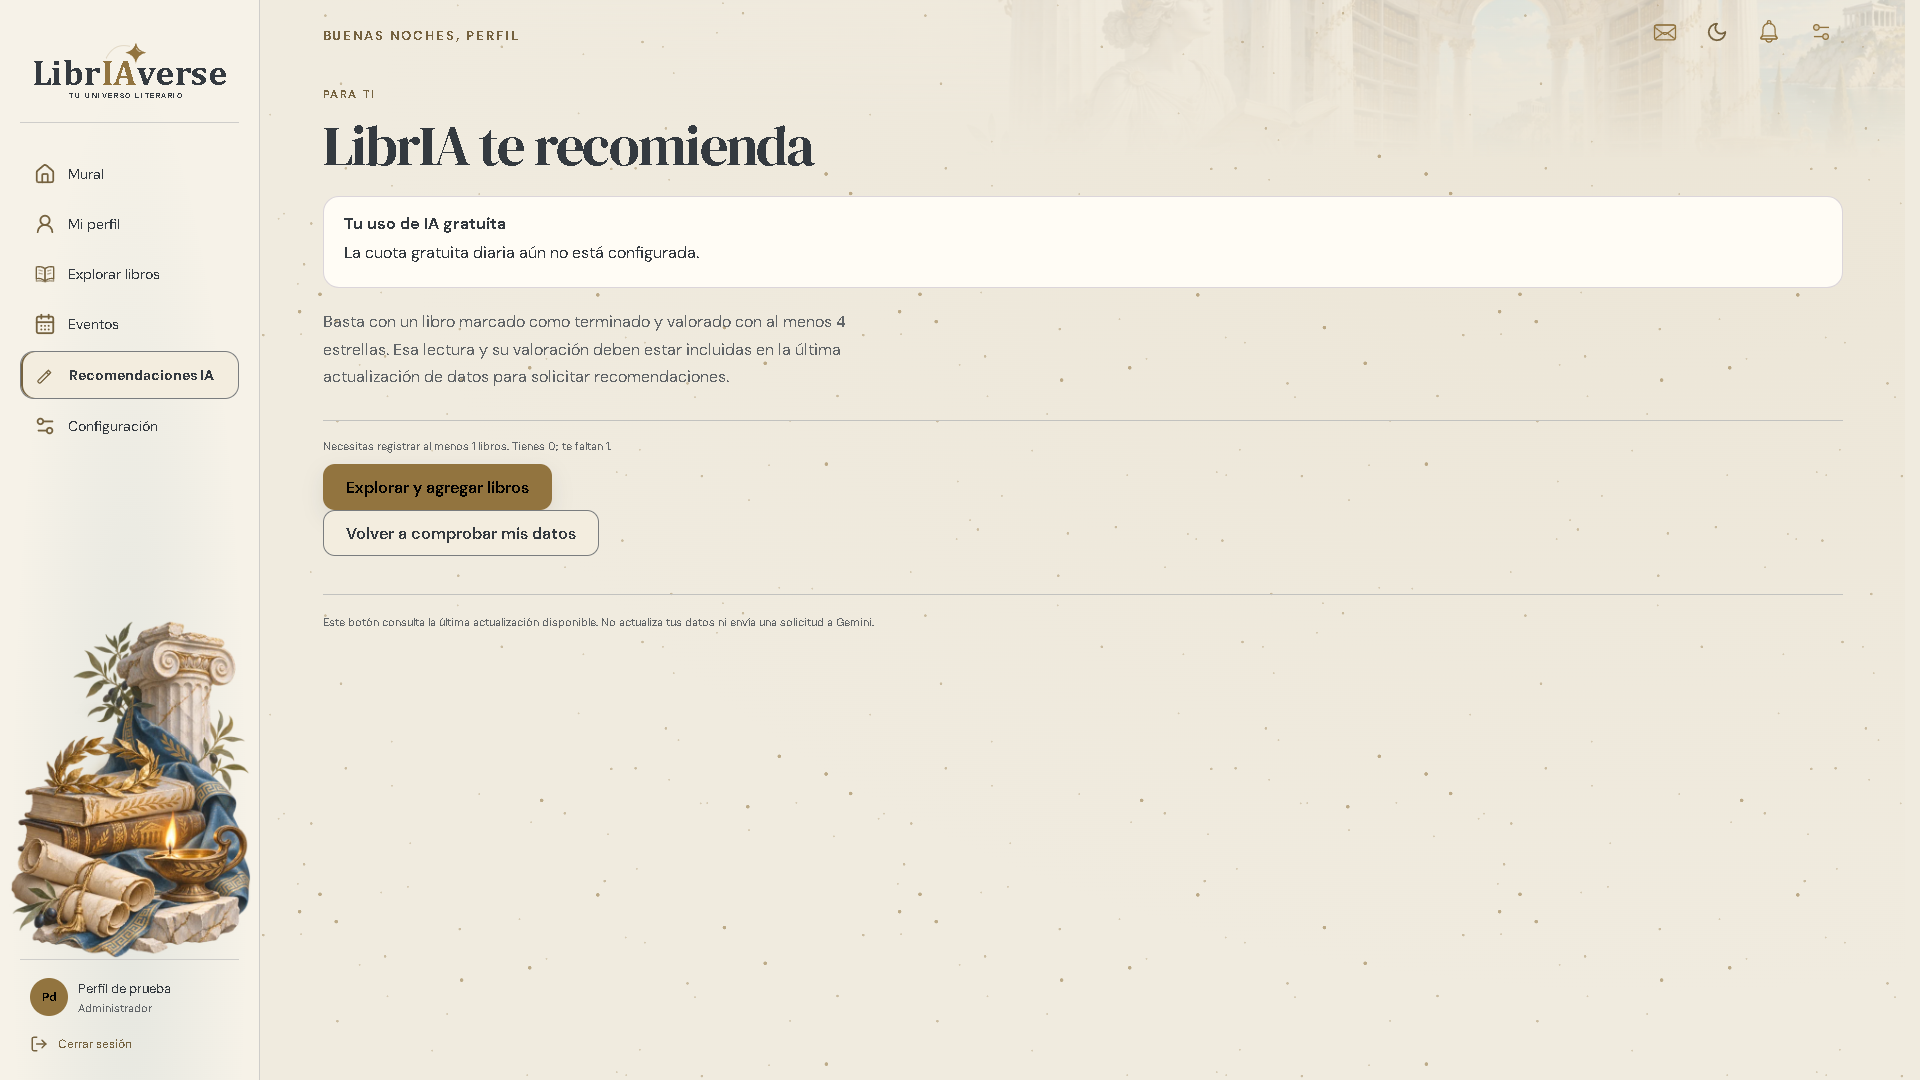 LibrIAverse
TU UNIVERSO LITERARIO
Mural
Mi perfil
Explorar libros
Eventos
Recomendaciones IA
Configuración
Pd
Perfil de prueba
Administrador
Cerrar sesión
BUENAS NOCHES, PERFIL
PARA TI
LibrIA te recomienda
Tu uso de IA gratuita
La cuota gratuita diaria aún no está configurada.
Basta con un libro marcado como terminado y valorado con al menos 4
estrellas. Esa lectura y su valoración deben estar incluidas en la última
actualización de datos para solicitar recomendaciones.
Necesitas registrar al menos 1 libros. Tienes 0; te faltan 1.
Explorar y agregar libros
Volver a comprobar mis datos
Este botón consulta la última actualización disponible. No actualiza tus datos ni envía una solicitud a Gemini.